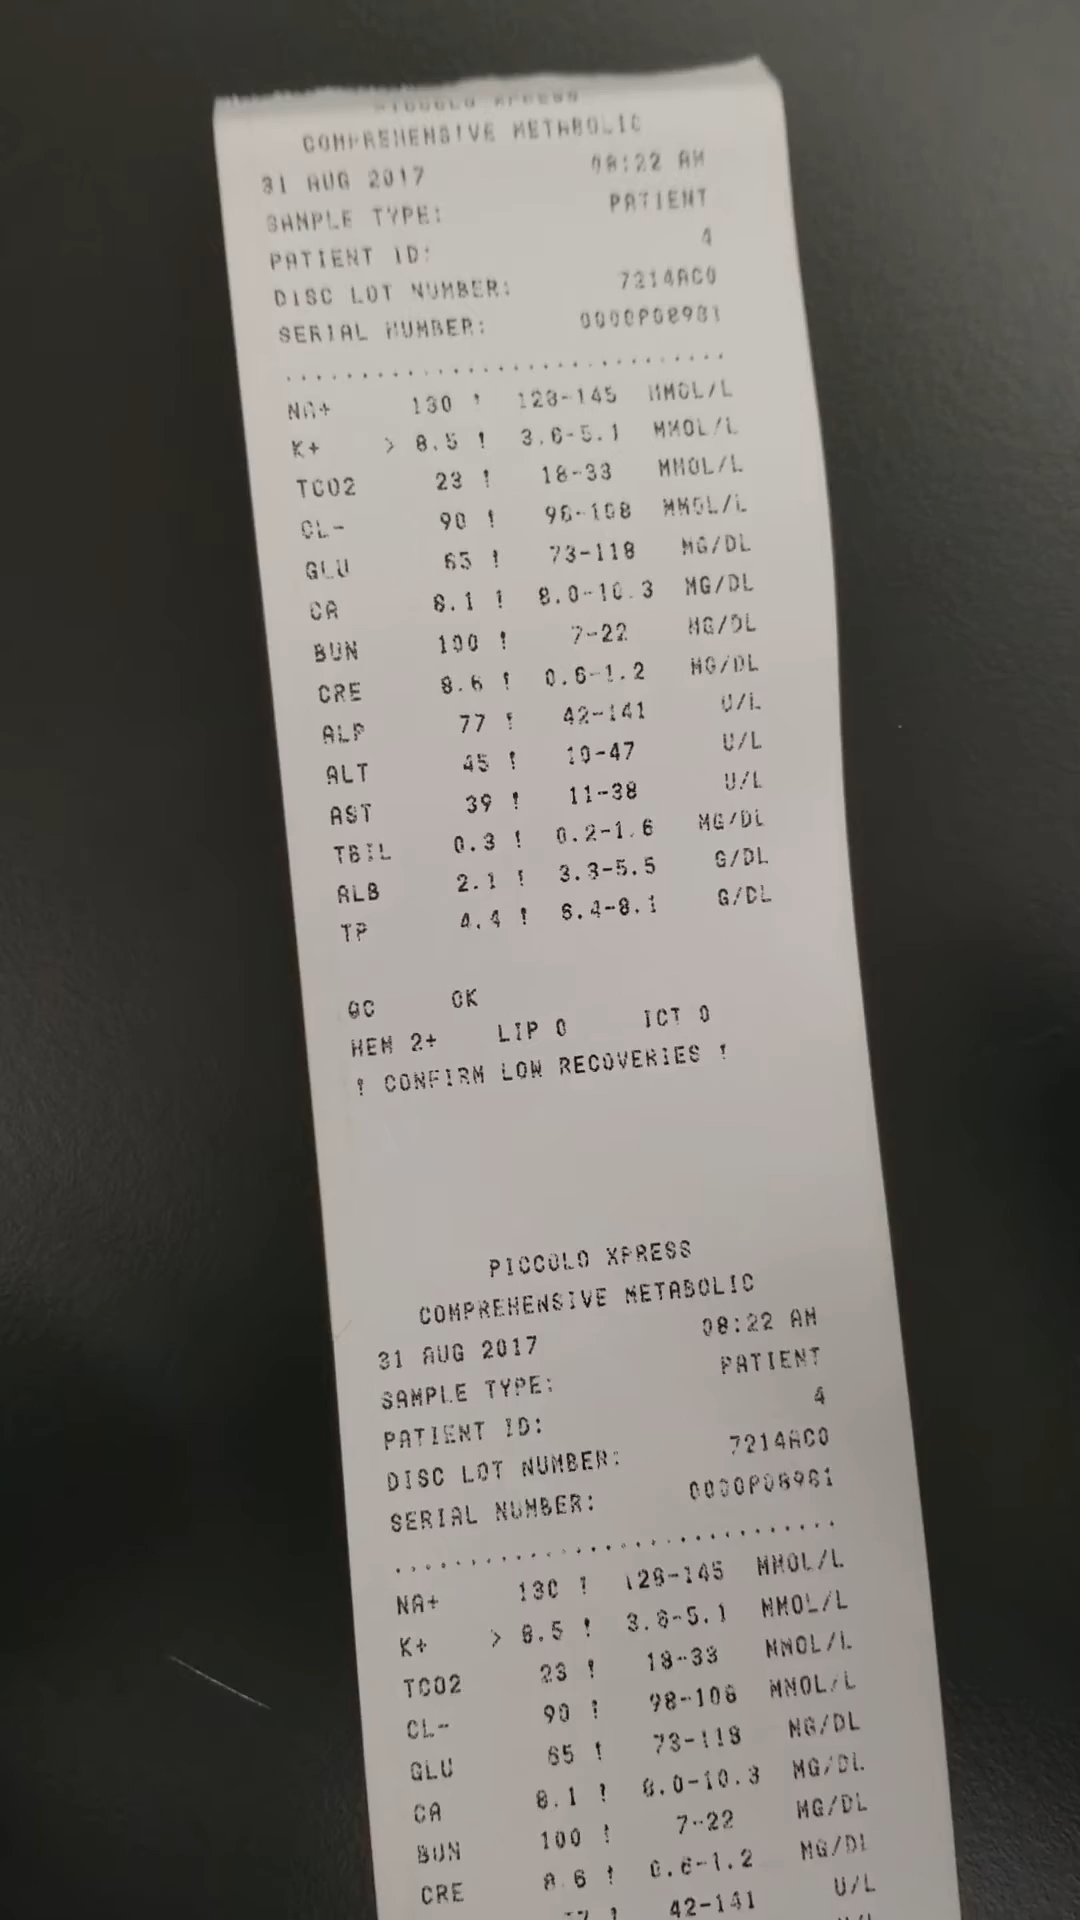 PICCOLO XPRESS
COMPREHENSIVE METABOLIC
31 AUG 2017 08:22 AM
SAMPLE TYPE: PATIENT
PATIENT ID: 4
DISC LOT NUMBER: 7214AC0
SERIAL NUMBER: 0000P08981
..............................
NA+ 130 ! 128-145 MMOL/L
K+ > 8.5 ! 3.6-5.1 MMOL/L
TCO2 23 ! 18-33 MMOL/L
CL- 90 ! 98-108 MMOL/L
GLU 65 ! 73-118 MG/DL
CA 8.1 ! 8.0-10.3 MG/DL
BUN 100 ! 7-22 MG/DL
CRE 8.6 ! 0.6-1.2 MG/DL
ALP 77 ! 42-141 U/L
ALT 45 ! 10-47 U/L
AST 39 ! 11-38 U/L
TBIL 0.3 ! 0.2-1.6 MG/DL
ALB 2.1 ! 3.3-5.5 G/DL
TP 4.4 ! 6.4-8.1 G/DL
QC OK
HEM 2+ LIP 0 ICT 0
! CONFIRM LOW RECOVERIES !
PICCOLO XPRESS
COMPREHENSIVE METABOLIC
31 AUG 2017 08:22 AM
SAMPLE TYPE: PATIENT
PATIENT ID: 4
DISC LOT NUMBER: 7214AC0
SERIAL NUMBER: 0000P08981
..............................
NA+ 130 ! 128-145 MMOL/L
K+ > 8.5 ! 3.6-5.1 MMOL/L
TCO2 23 ! 18-33 MMOL/L
CL- 90 ! 98-108 MMOL/L
GLU 65 ! 73-118 MG/DL
CA 8.1 ! 8.0-10.3 MG/DL
BUN 100 ! 7-22 MG/DL
CRE 8.6 ! 0.6-1.2 MG/DL
42-141 U/L